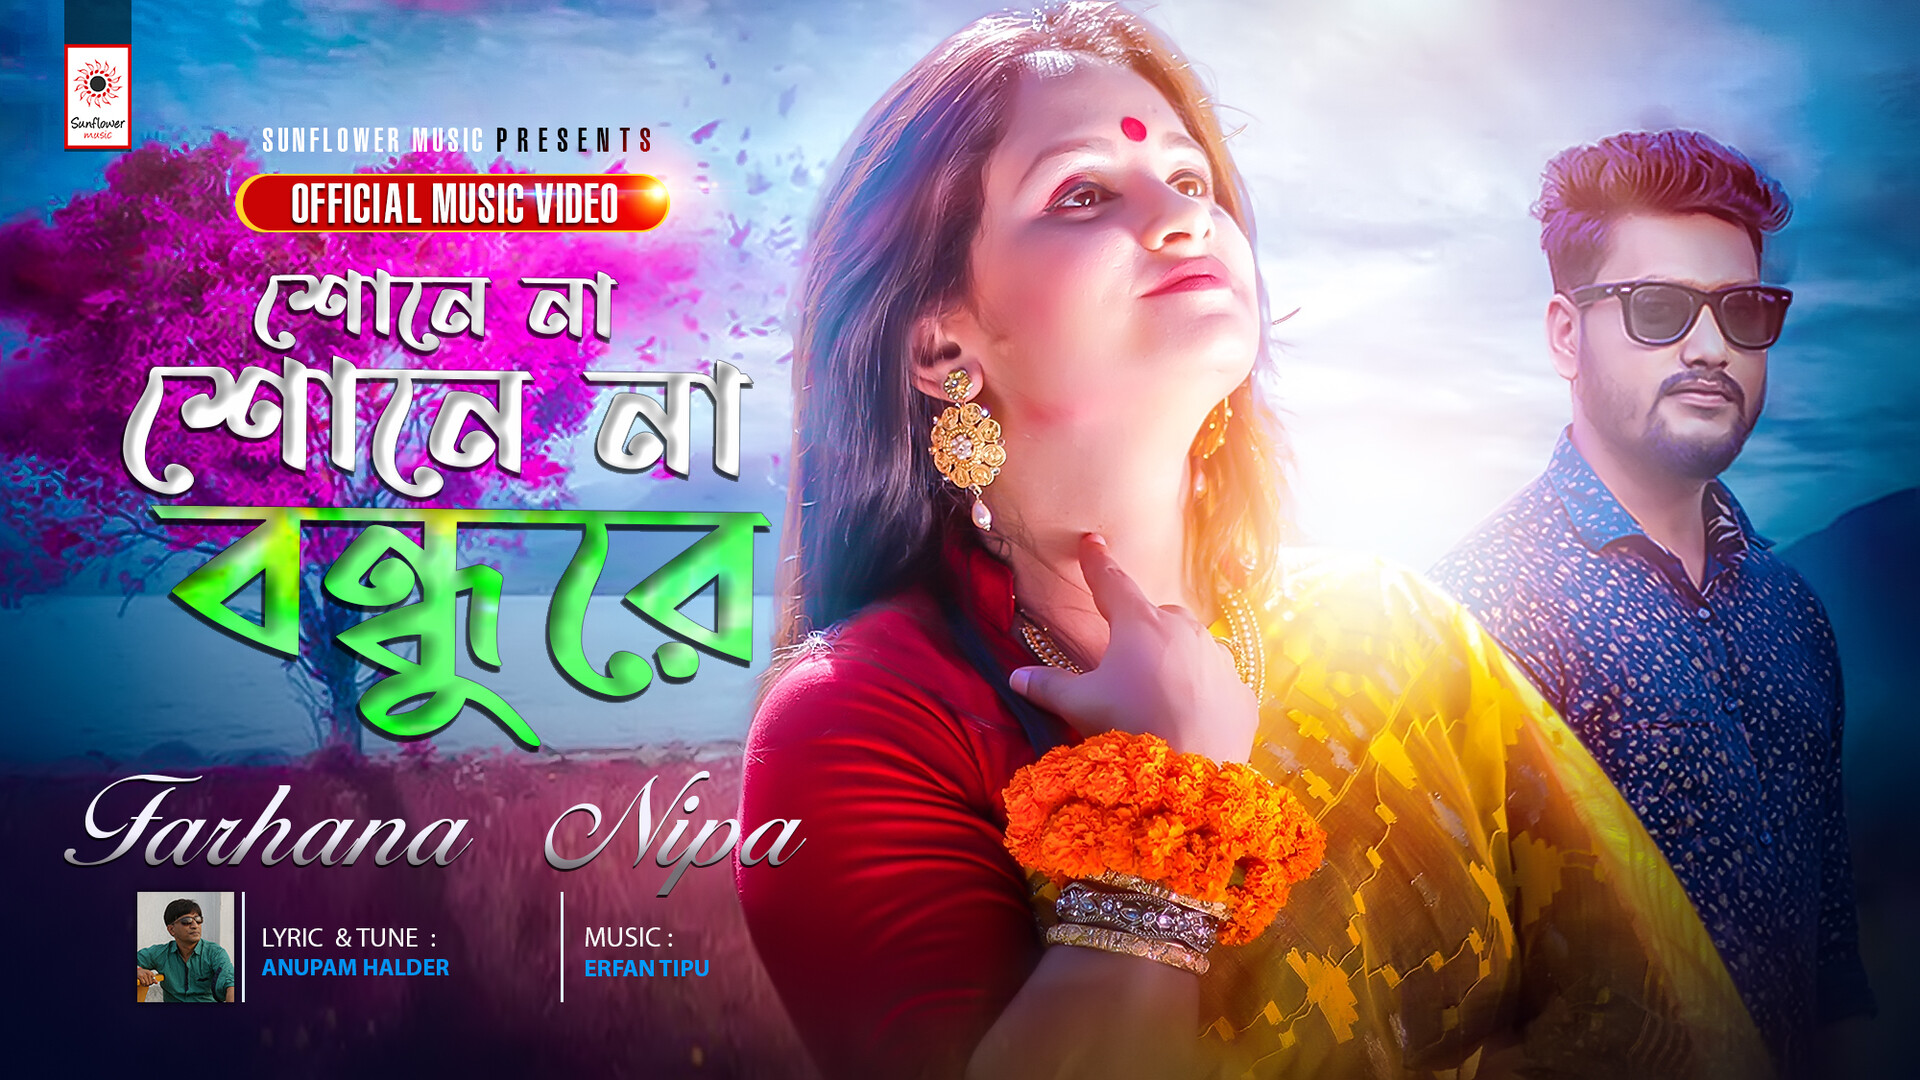 Sunflower
music
SUNFLOWER MUSIC PRESENTS
OFFICIAL MUSIC VIDEO
শোনে না
শোনে না
বন্ধুরে
Farhana Nipa
LYRIC & TUNE :
ANUPAM HALDER
MUSIC :
ERFAN TIPU